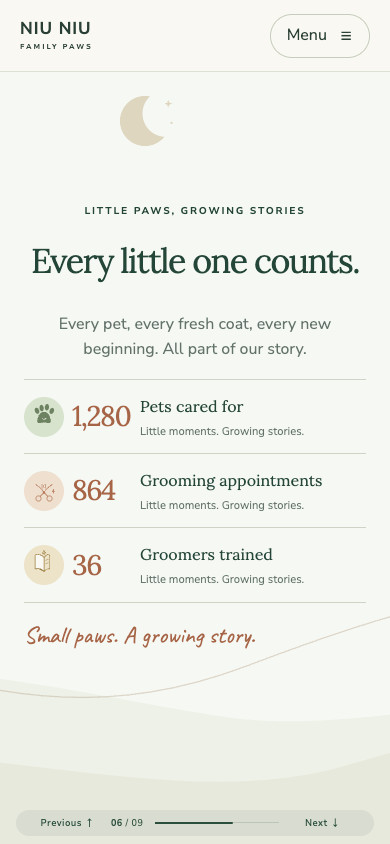 NIU NIU
FAMILY PAWS
Menu
LITTLE PAWS, GROWING STORIES
Every little one counts.
Every pet, every fresh coat, every new
beginning. All part of our story.
1,280 Pets cared for
Little moments. Growing stories.
864 Grooming appointments
Little moments. Growing stories.
36 Groomers trained
Little moments. Growing stories.
Small paws. A growing story.
Previous ↑ 06 / 09 Next ↓